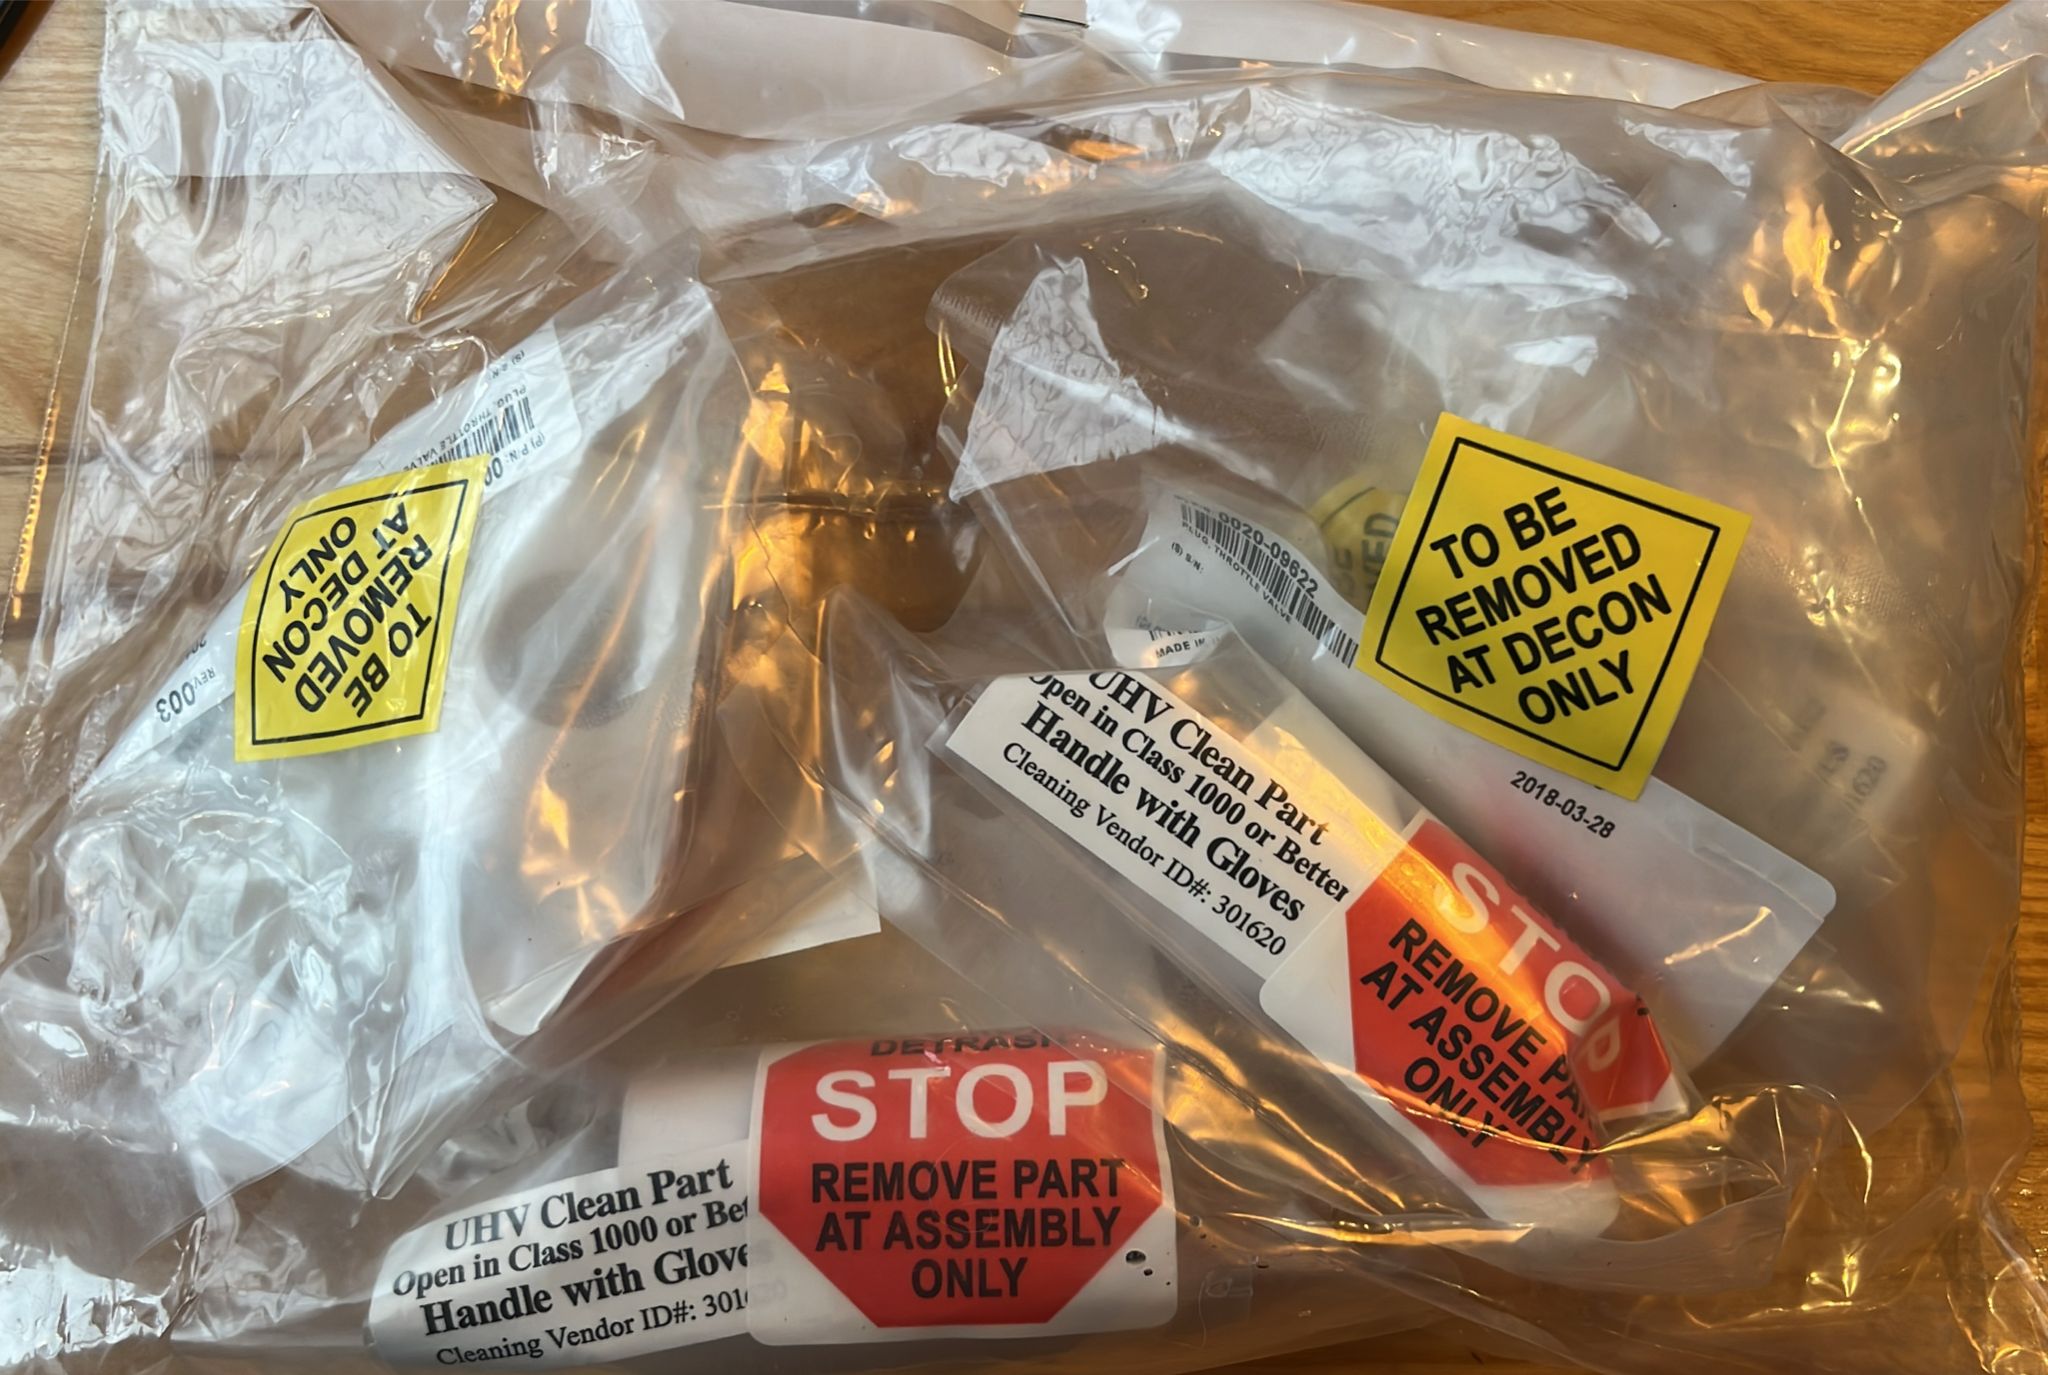 (S) S/N:
PLUG, THROTTLE VALVE
(P) P/N:
REV.003
TO BE
REMOVED
AT DECON
ONLY
0020-09622
PLUG, THROTTLE VALVE
(S) S/N:
MADE IN
TO BE
REMOVED
AT DECON
ONLY
2018-03-28
UHV Clean Part
Open in Class 1000 or Better
Handle with Gloves
Cleaning Vendor ID#: 301620
STOP
REMOVE PA
AT ASSEMBLY
ONLY
DETRASH
STOP
REMOVE PART
AT ASSEMBLY
ONLY
UHV Clean Part
Open in Class 1000 or Bet
Handle with Glove
Cleaning Vendor ID#: 301